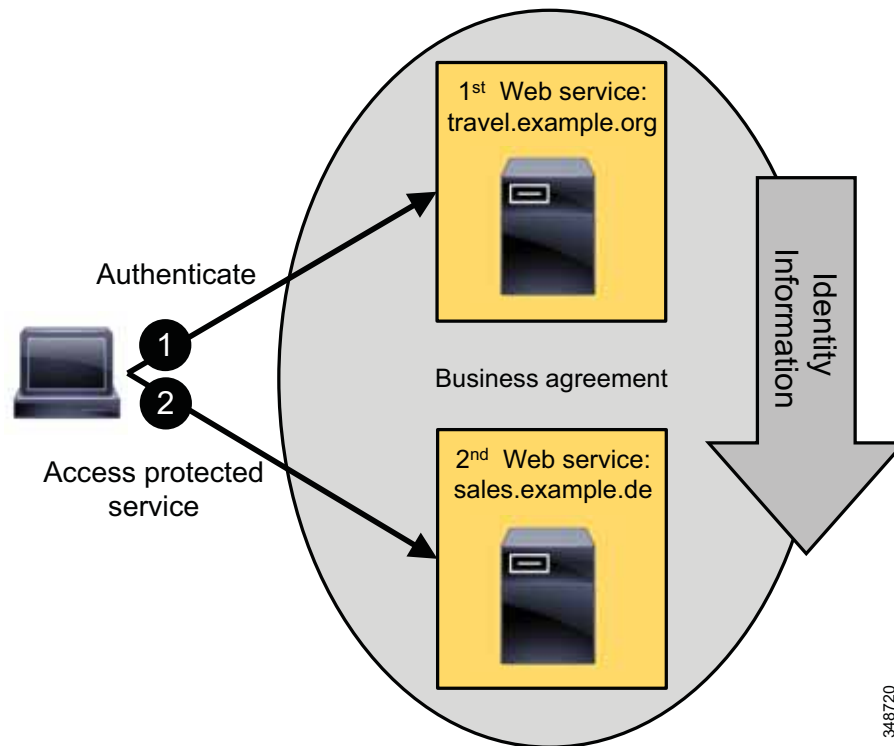 1st Web service:
travel.example.org
Authenticate
1
2
Access protected
service
Business agreement
2nd Web service:
sales.example.de
Identity
Information
348720